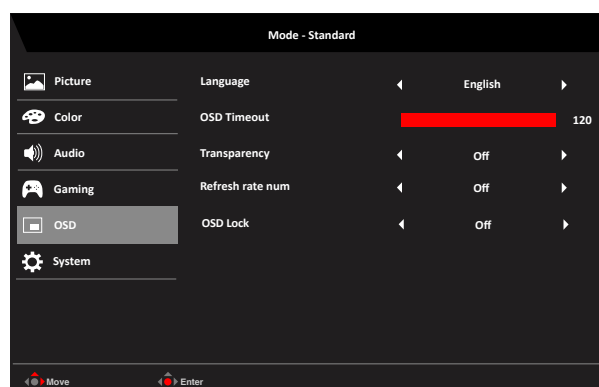 Mode - Standard
Picture
Color
Audio
Gaming
OSD
System
Language English
OSD Timeout 120
Transparency Off
Refresh rate num Off
OSD Lock Off
Move Enter